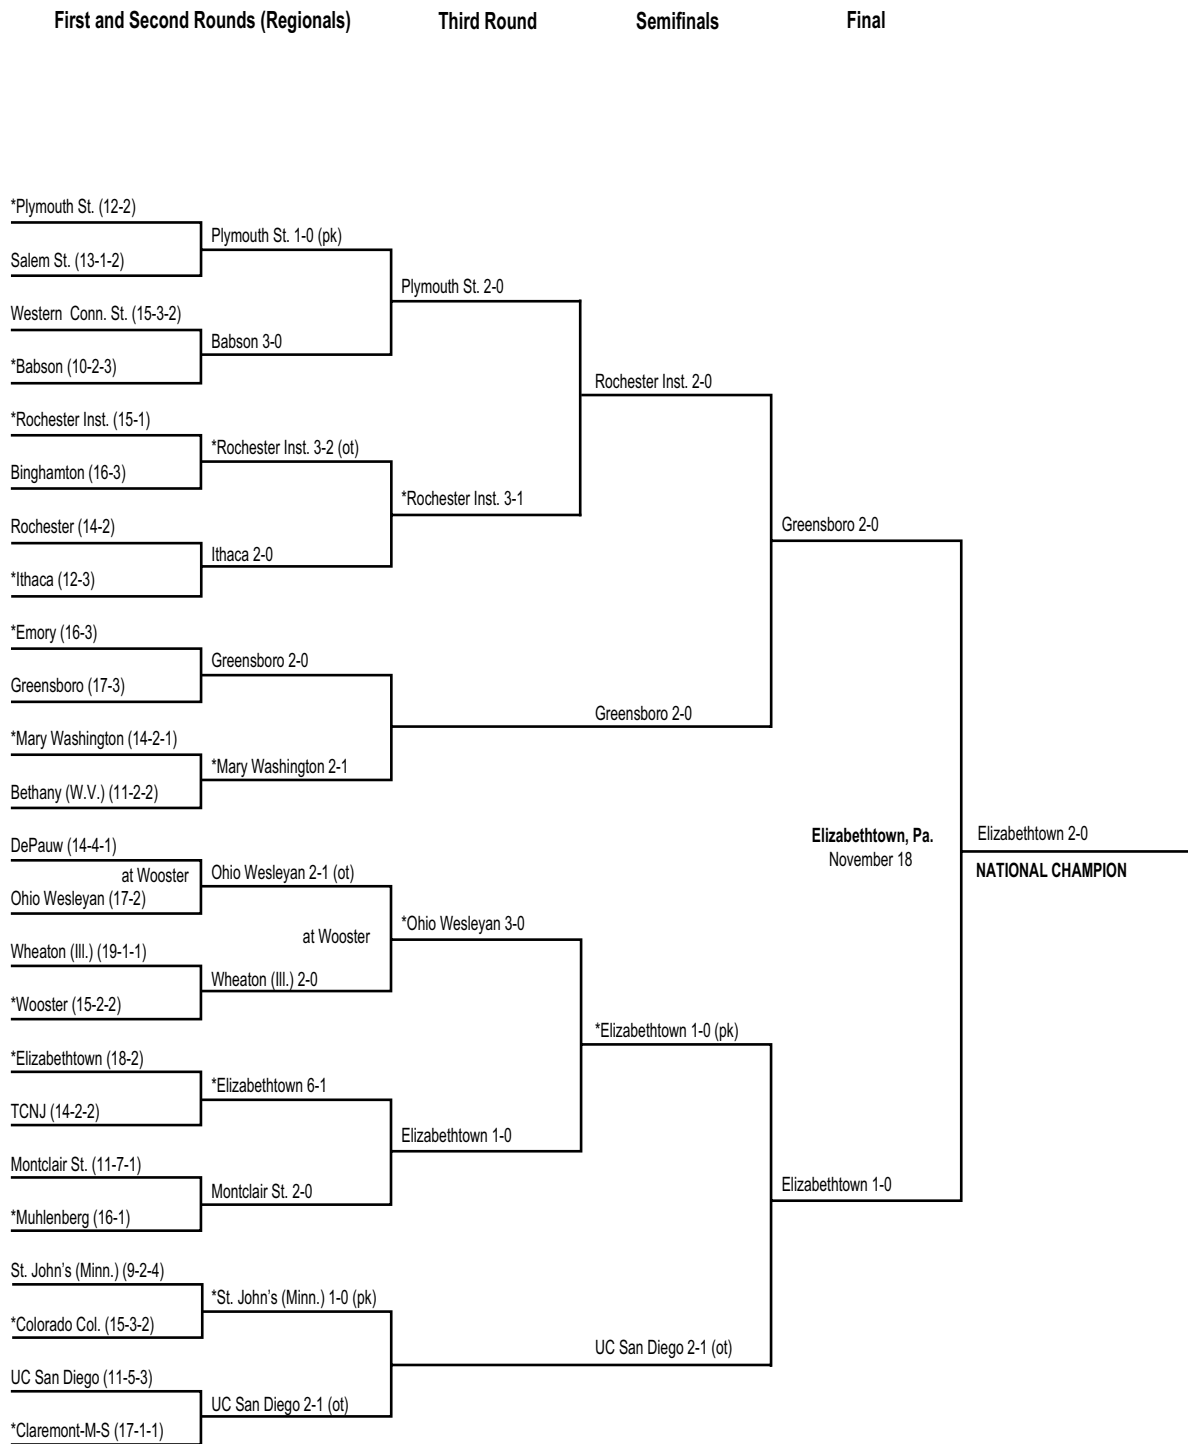 First and Second Rounds (Regionals)
Third Round
Semifinals
Final
*Plymouth St. (12-2)
Salem St. (13-1-2)
Western  Conn. St. (15-3-2)
*Babson (10-2-3)
*Rochester Inst. (15-1)
Binghamton (16-3)
Rochester (14-2)
*Ithaca (12-3)
*Emory (16-3)
Greensboro (17-3)
*Mary Washington (14-2-1)
Bethany (W.V.) (11-2-2)
DePauw (14-4-1)
at Wooster
Ohio Wesleyan (17-2)
Wheaton (Ill.) (19-1-1)
*Wooster (15-2-2)
*Elizabethtown (18-2)
TCNJ (14-2-2)
Montclair St. (11-7-1)
*Muhlenberg (16-1)
St. John's (Minn.) (9-2-4)
*Colorado Col. (15-3-2)
UC San Diego (11-5-3)
*Claremont-M-S (17-1-1)
Plymouth St. 1-0 (pk)
Babson 3-0
*Rochester Inst. 3-2 (ot)
Ithaca 2-0
Greensboro 2-0
*Mary Washington 2-1
Ohio Wesleyan 2-1 (ot)
at Wooster
Wheaton (Ill.) 2-0
*Elizabethtown 6-1
Montclair St. 2-0
*St. John's (Minn.) 1-0 (pk)
UC San Diego 2-1 (ot)
Plymouth St. 2-0
*Rochester Inst. 3-1
*Ohio Wesleyan 3-0
Elizabethtown 1-0
Rochester Inst. 2-0
Greensboro 2-0
*Elizabethtown 1-0 (pk)
UC San Diego 2-1 (ot)
Greensboro 2-0
Elizabethtown 1-0
Elizabethtown, Pa.
November 18
Elizabethtown 2-0
NATIONAL CHAMPION